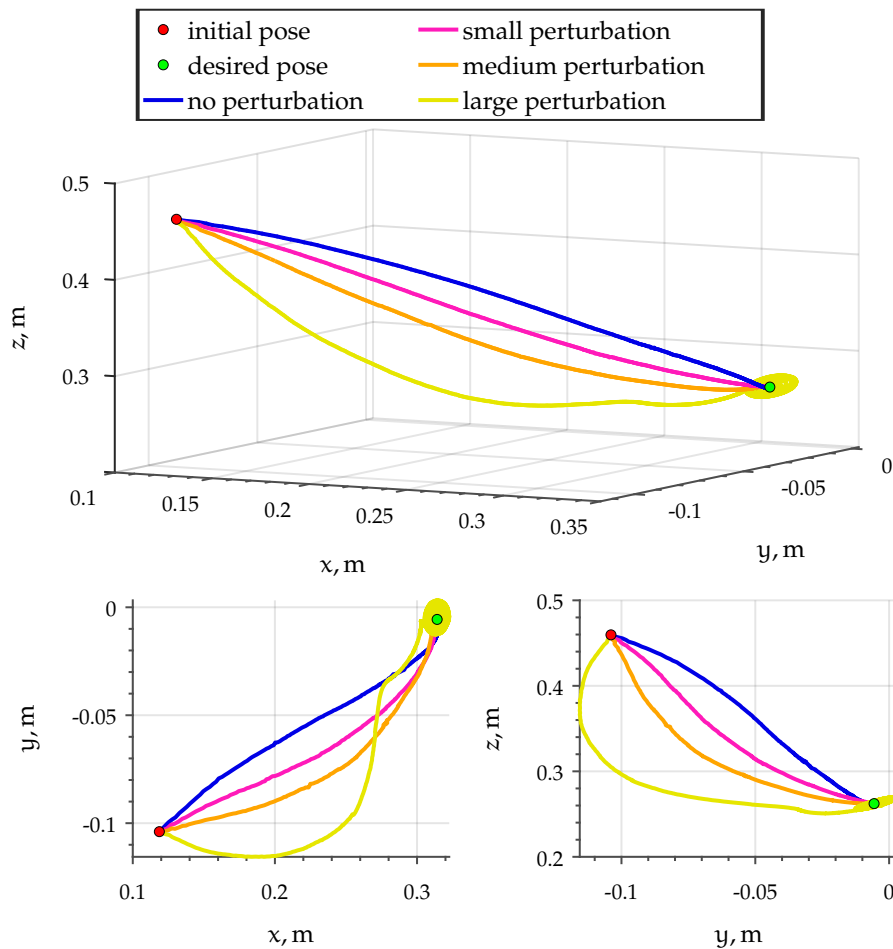 initial pose
small perturbation
desired pose
medium perturbation
no perturbation
large perturbation
0.5
0.4
0.3
z, m
0.1
0.15
0.2
0.25
0.3
0.35
-0.1
-0.05
0
x, m
y, m
0
-0.05
-0.1
y, m
0.1
0.2
0.3
x, m
0.5
0.4
0.3
0.2
z, m
-0.1
-0.05
0
y, m